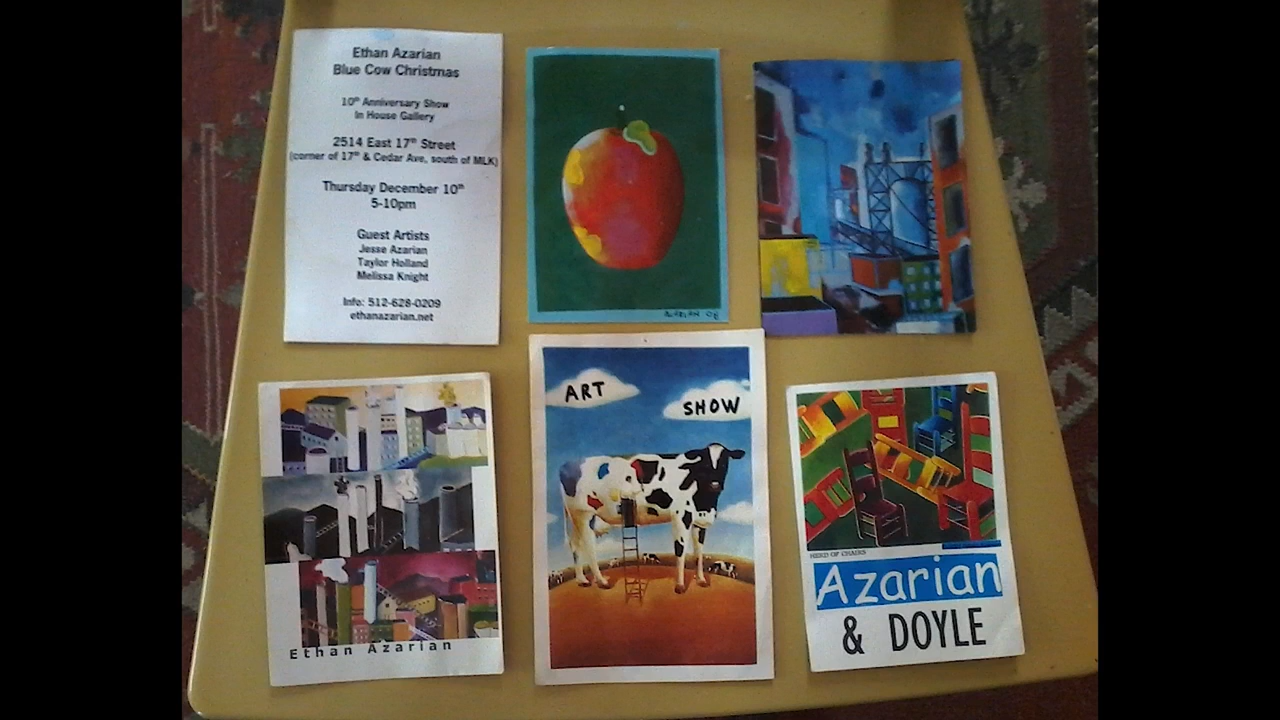 Ethan Azarian
Blue Cow Christmas
10th Anniversary Show
In House Gallery
2514 East 17th Street
(corner of 17th & Cedar Ave, south of MLK)
Thursday December 10th
5-10pm
Guest Artists
Jesse Azarian
Taylor Holland
Melissa Knight
Info: 512-628-0209
ethanazarian.net
AZARIAN 08
Ethan Azarian
ART
SHOW
HERD OF CHAIRS
Azarian
& DOYLE